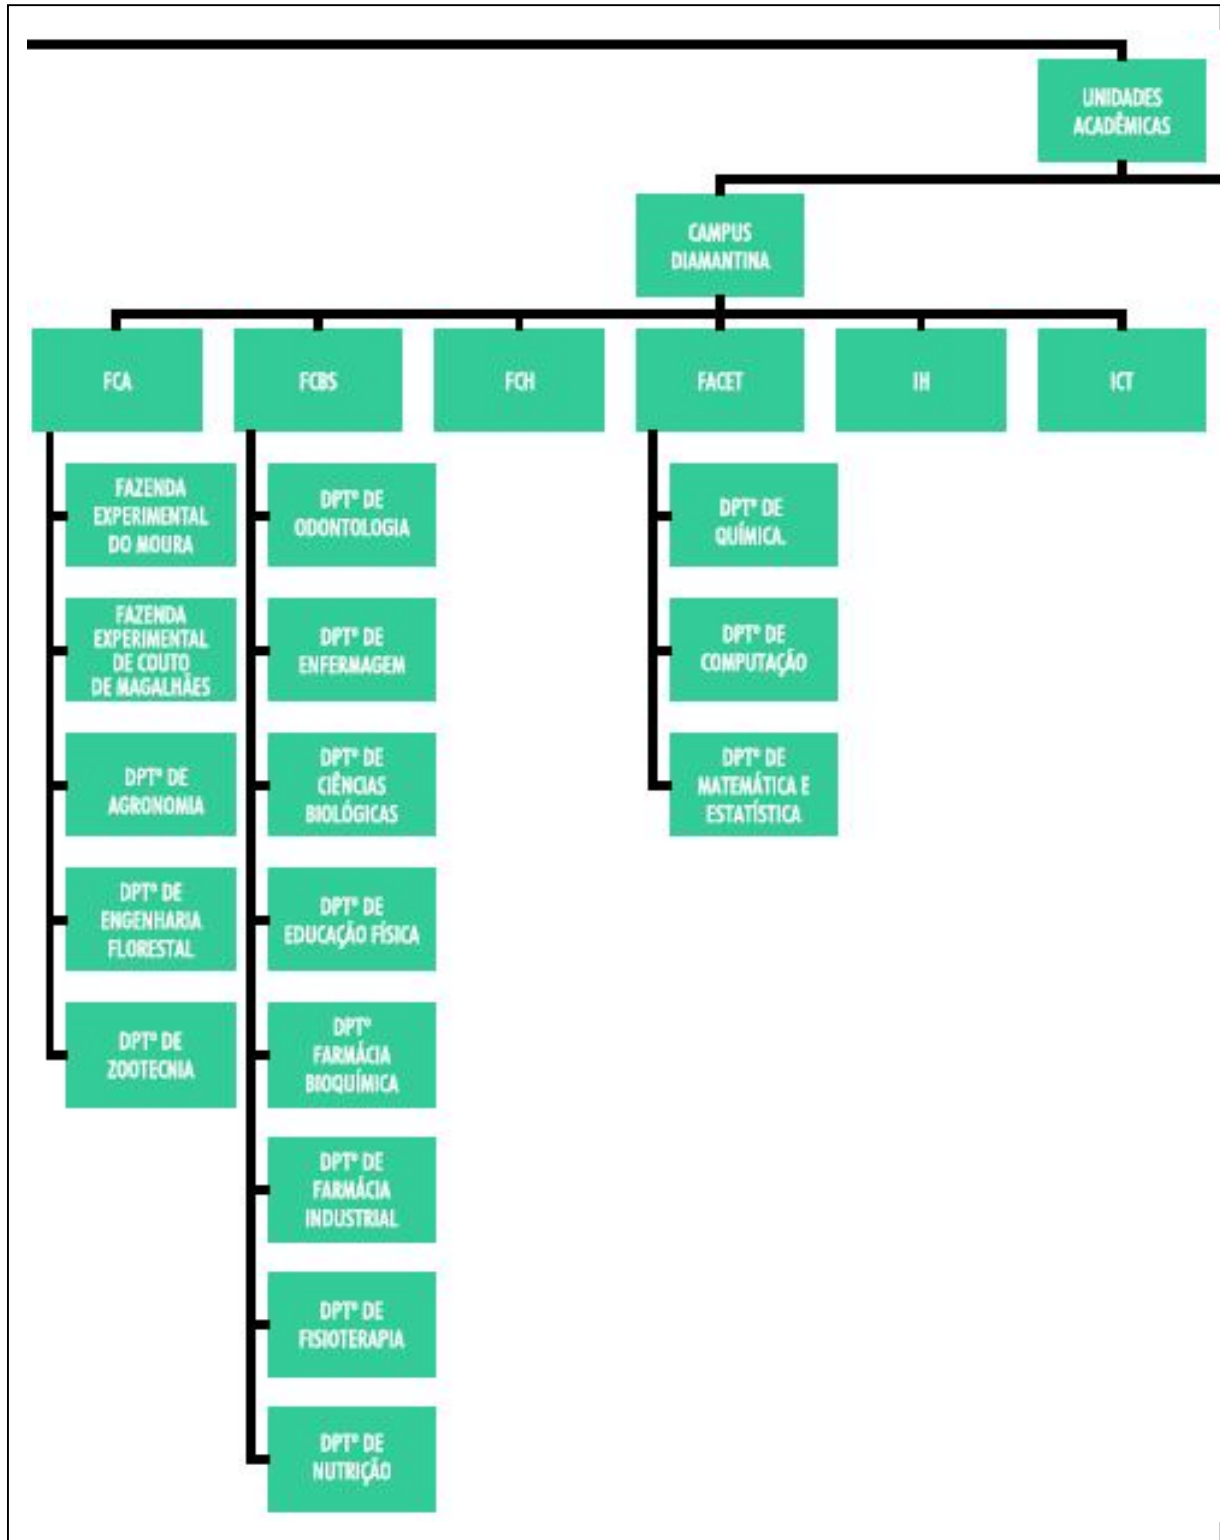 UNIDADES
ACADÊMICAS
CAMPUS
DIAMANTINA
FCA
FCBS
FCH
FACET
IH
ICT
FAZENDA
EXPERIMENTAL
DO MOURA
FAZENDA
EXPERIMENTAL
DE COUTO
DE MAGALHÃES
DPTº DE
AGRONOMIA
DPTº DE
ENGENHARIA
FLORESTAL
DPTº DE
ZOOTECNIA
DPTº DE
ODONTOLOGIA
DPTº DE
ENFERMAGEM
DPTº DE
CIÊNCIAS
BIOLÓGICAS
DPTº DE
EDUCAÇÃO FÍSICA
DPTº
FARMÁCIA
BIOQUÍMICA
DPTº DE
FARMÁCIA
INDUSTRIAL
DPTº DE
FISIOTERAPIA
DPTº DE
NUTRIÇÃO
DPTº DE
QUÍMICA.
DPTº DE
COMPUTAÇÃO
DPTº DE
MATEMÁTICA E
ESTATÍSTICA